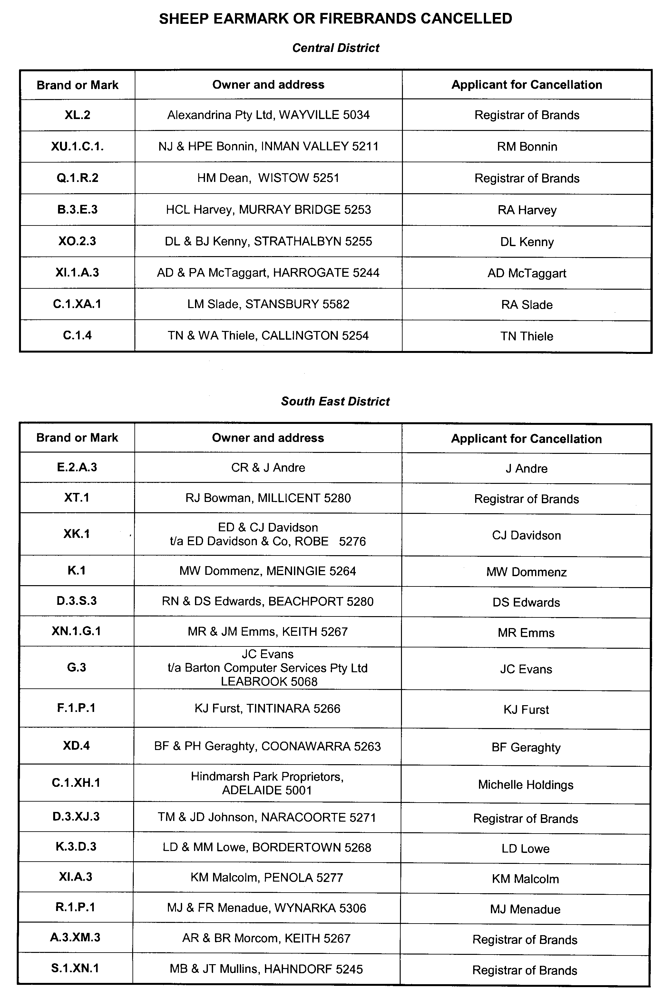 SHEEP EARMARK OR FIREBRANDS CANCELLED
Central District
Brand or Mark Owner and address Applicant for Cancellation
XL.2 Alexandrina Pty Ltd, WAYVILLE 5034 Registrar of Brands
XU.1.C.1. NJ & HPE Bonnin, INMAN VALLEY 5211 RM Bonnin
Q.1.R.2 HM Dean, WISTOW 5251 Registrar of Brands
B.3.E.3 HCL Harvey, MURRAY BRIDGE 5253 RA Harvey
XO.2.3 DL & BJ Kenny, STRATHALBYN 5255 DL Kenny
XI.1.A.3 AD & PA McTaggart, HARROGATE 5244 AD McTaggart
C.1.XA.1 LM Slade, STANSBURY 5582 RA Slade
C.1.4 TN & WA Thiele, CALLINGTON 5254 TN Thiele
South East District
Brand or Mark Owner and address Applicant for Cancellation
E.2.A.3 CR & J Andre J Andre
XT.1 RJ Bowman, MILLICENT 5280 Registrar of Brands
XK.1 ED & CJ Davidson
t/a ED Davidson & Co, ROBE 5276 CJ Davidson
K.1 MW Dommenz, MENINGIE 5264 MW Dommenz
D.3.S.3 RN & DS Edwards, BEACHPORT 5280 DS Edwards
XN.1.G.1 MR & JM Emms, KEITH 5267 MR Emms
JC Evans
G.3 t/a Barton Computer Services Pty Ltd JC Evans
LEABROOK 5068
F.1.P.1 KJ Furst, TINTINARA 5266 KJ Furst
XD.4 BF & PH Geraghty, COONAWARRA 5263 BF Geraghty
C.1.XH.1 Hindmarsh Park Proprietors,
ADELAIDE 5001 Michelle Holdings
D.3.XJ.3 TM & JD Johnson, NARACOORTE 5271 Registrar of Brands
K.3.D.3 LD & MM Lowe, BORDERTOWN 5268 LD Lowe
XI.A.3 KM Malcolm, PENOLA 5277 KM Malcolm
R.1.P.1 MJ & FR Menadue, WYNARKA 5306 MJ Menadue
A.3.XM.3 AR & BR Morcom, KEITH 5267 Registrar of Brands
S.1.XN.1 MB & JT Mullins, HAHNDORF 5245 Registrar of Brands